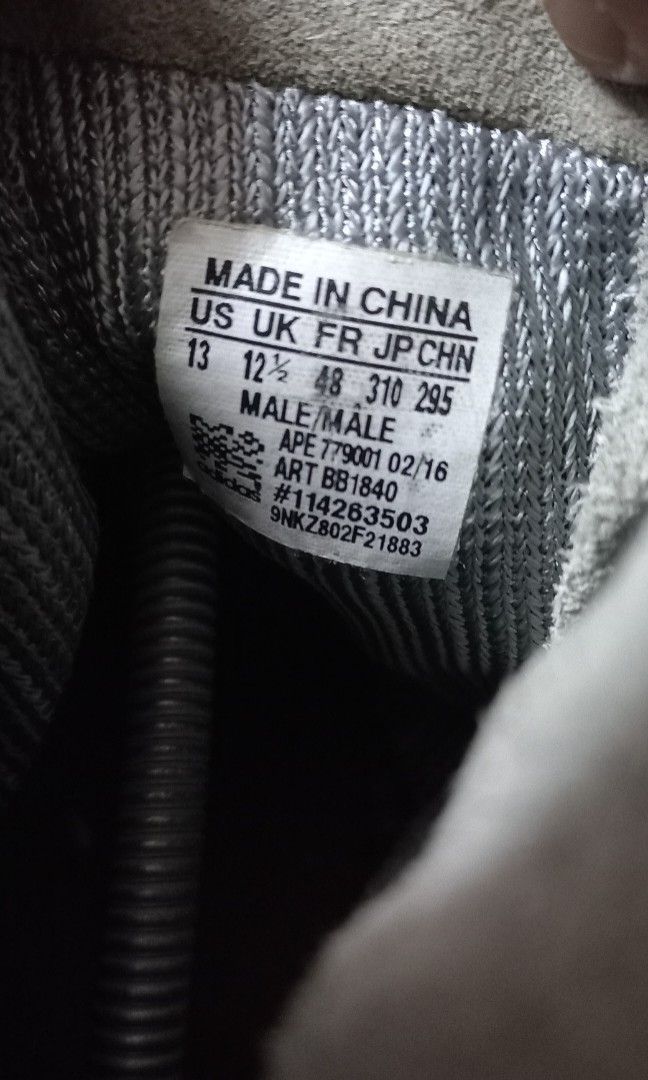 MADE IN CHINA
US UK FR JP CHN
13 12½ 48 310 295
MALE/MÂLE
APE 779001 02/16
ART BB1840
#114263503
9NKZ802F21883